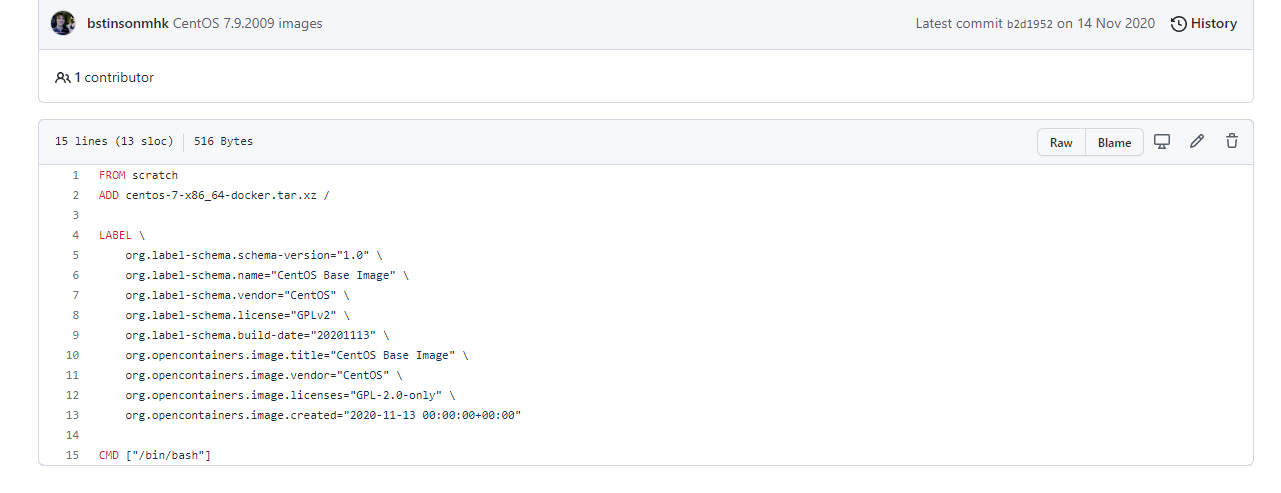 bstinsonmhk CentOS 7.9.2009 images Latest commit b2d1952 on 14 Nov 2020 History
1 contributor
15 lines (13 sloc) 516 Bytes Raw Blame
1 FROM scratch
2 ADD centos-7-x86_64-docker.tar.xz /
3
4 LABEL \
5 org.label-schema.schema-version="1.0" \
6 org.label-schema.name="CentOS Base Image" \
7 org.label-schema.vendor="CentOS" \
8 org.label-schema.license="GPLv2" \
9 org.label-schema.build-date="20201113" \
10 org.opencontainers.image.title="CentOS Base Image" \
11 org.opencontainers.image.vendor="CentOS" \
12 org.opencontainers.image.licenses="GPL-2.0-only" \
13 org.opencontainers.image.created="2020-11-13 00:00:00+00:00"
14
15 CMD ["/bin/bash"]